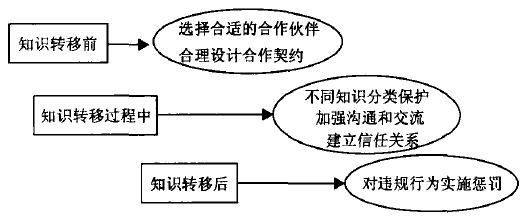 知识转移前
选择合适的合作伙伴
合理设计合作契约
知识转移过程中
不同知识分类保护
加强沟通和交流
建立信任关系
知识转移后
对违规行为实施惩罚